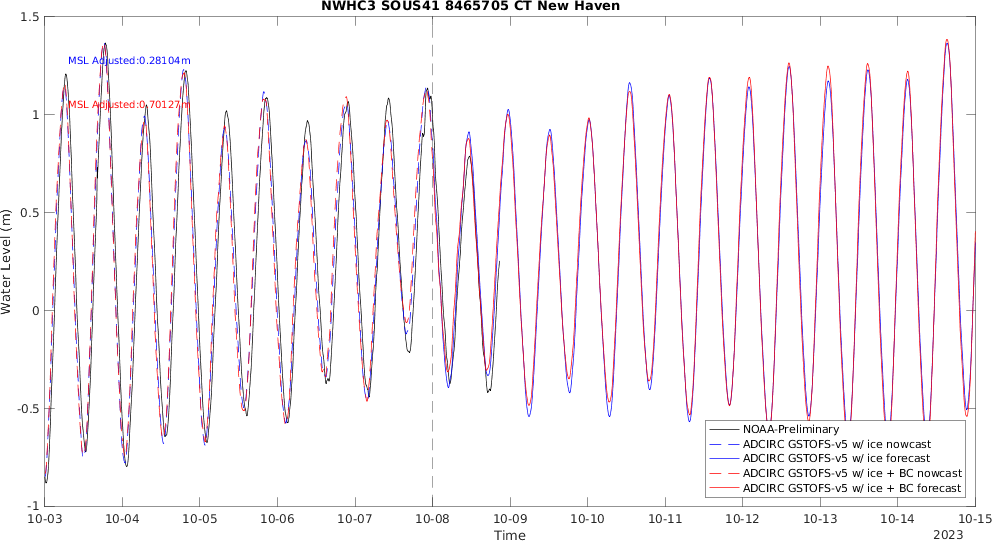 NWHC3 SOUS41 8465705 CT New Haven
1.5
1
0.5
0
-0.5
-1
Water Level (m)
MSL Adjusted:0.28104m
MSL Adjusted:0.70127m
NOAA-Preliminary
ADCIRC GSTOFS-v5 w/ ice nowcast
ADCIRC GSTOFS-v5 w/ ice forecast
ADCIRC GSTOFS-v5 w/ ice + BC nowcast
ADCIRC GSTOFS-v5 w/ ice + BC forecast
10-03 10-04 10-05 10-06 10-07 10-08 10-09 10-10 10-11 10-12 10-13 10-14 10-15
Time
2023